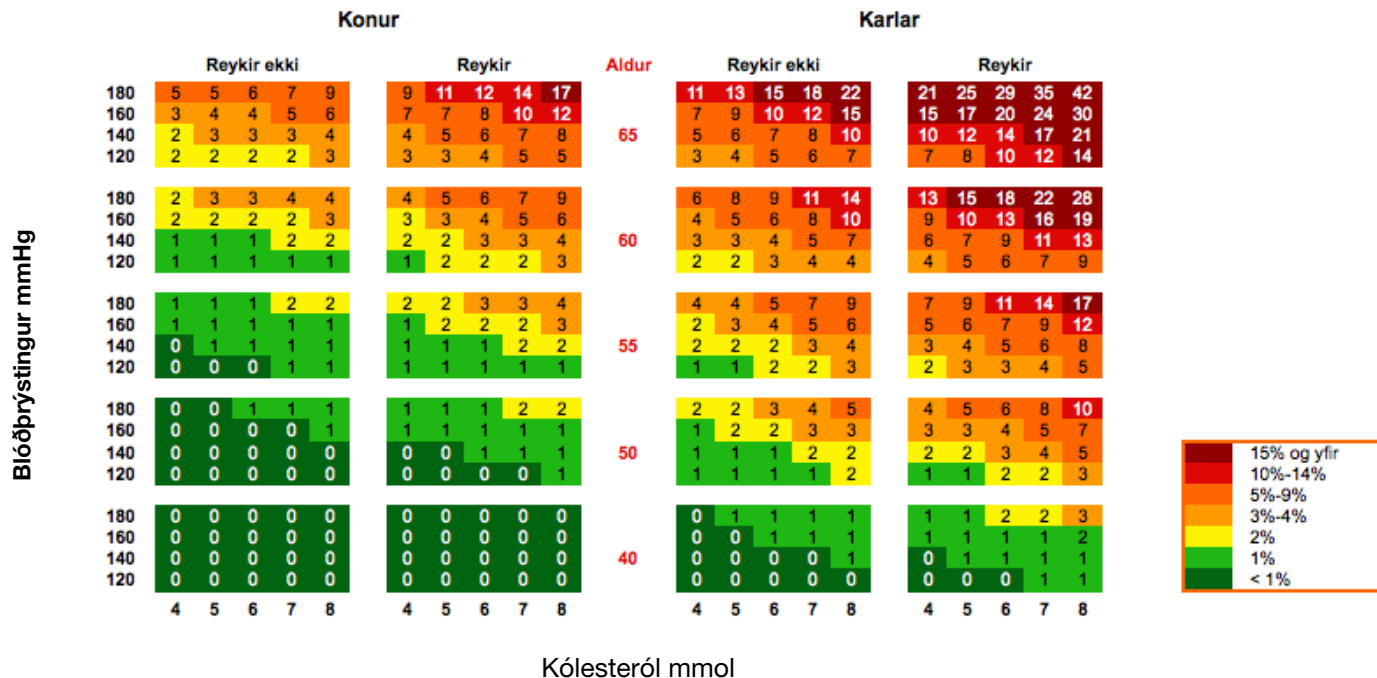 Konur Karlar
Reykir ekki Reykir Aldur Reykir ekki Reykir
180 5 5 6 7 9 9 11 12 14 17 11 13 15 18 22 21 25 29 35 42
160 3 4 4 5 6 7 7 8 10 12 7 9 10 12 15 15 17 20 24 30
140 2 3 3 3 4 4 5 6 7 8 65 5 6 7 8 10 10 12 14 17 21
120 2 2 2 2 3 3 3 4 5 5 3 4 5 6 7 7 8 10 12 14
180 2 3 3 4 4 4 5 6 7 9 6 8 9 11 14 13 15 18 22 28
160 2 2 2 2 3 3 3 4 5 6 4 5 6 8 10 9 10 13 16 19
140 1 1 1 2 2 2 2 3 3 4 60 3 3 4 5 7 6 7 9 11 13
120 1 1 1 1 1 1 2 2 2 3 2 2 3 4 4 4 5 6 7 9
180 1 1 1 2 2 2 2 3 3 4 4 4 5 7 9 7 9 11 14 17
160 1 1 1 1 1 1 2 2 2 3 2 3 4 5 6 5 6 7 9 12
140 0 1 1 1 1 1 1 1 2 2 55 2 2 2 3 4 3 4 5 6 8
120 0 0 0 1 1 1 1 1 1 1 1 1 2 2 3 2 3 3 4 5
180 0 0 1 1 1 1 1 1 2 2 2 2 3 4 5 4 5 6 8 10
160 0 0 0 0 1 1 1 1 1 1 1 2 2 3 3 3 3 4 5 7
140 0 0 0 0 0 0 0 1 1 1 50 1 1 1 2 2 2 2 3 4 5
120 0 0 0 0 0 0 0 0 0 1 1 1 1 1 2 1 1 2 2 3
180 0 0 0 0 0 0 0 0 0 0 0 1 1 1 1 1 1 2 2 3
160 0 0 0 0 0 0 0 0 0 0 0 0 1 1 1 1 1 1 1 2
140 0 0 0 0 0 0 0 0 0 0 40 0 0 0 0 1 0 1 1 1 1
120 0 0 0 0 0 0 0 0 0 0 0 0 0 0 0 0 0 0 1 1
4 5 6 7 8 4 5 6 7 8 4 5 6 7 8 4 5 6 7 8
Blóðþrýstingur mmHg
Kólesteról mmol
15% og yfir
10%-14%
5%-9%
3%-4%
2%
1%
< 1%